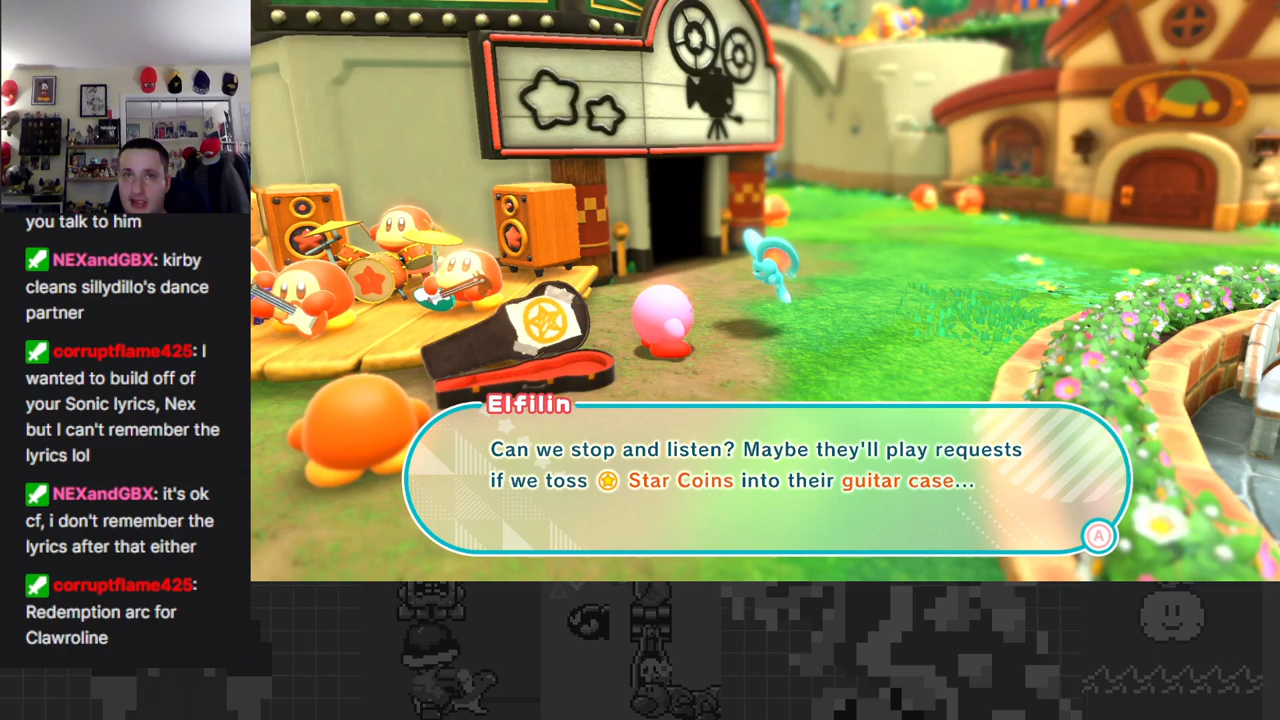 you talk to him
NEXandGBX: kirby
cleans sillydillo's dance
partner
corruptflame425: I
wanted to build off of
your Sonic lyrics, Nex
but I can't remember the
lyrics lol
NEXandGBX: it's ok
cf, i don't remember the
lyrics after that either
corruptflame425:
Redemption arc for
Clawroline
Elfilin
Can we stop and listen? Maybe they'll play requests
if we toss Star Coins into their guitar case...
A